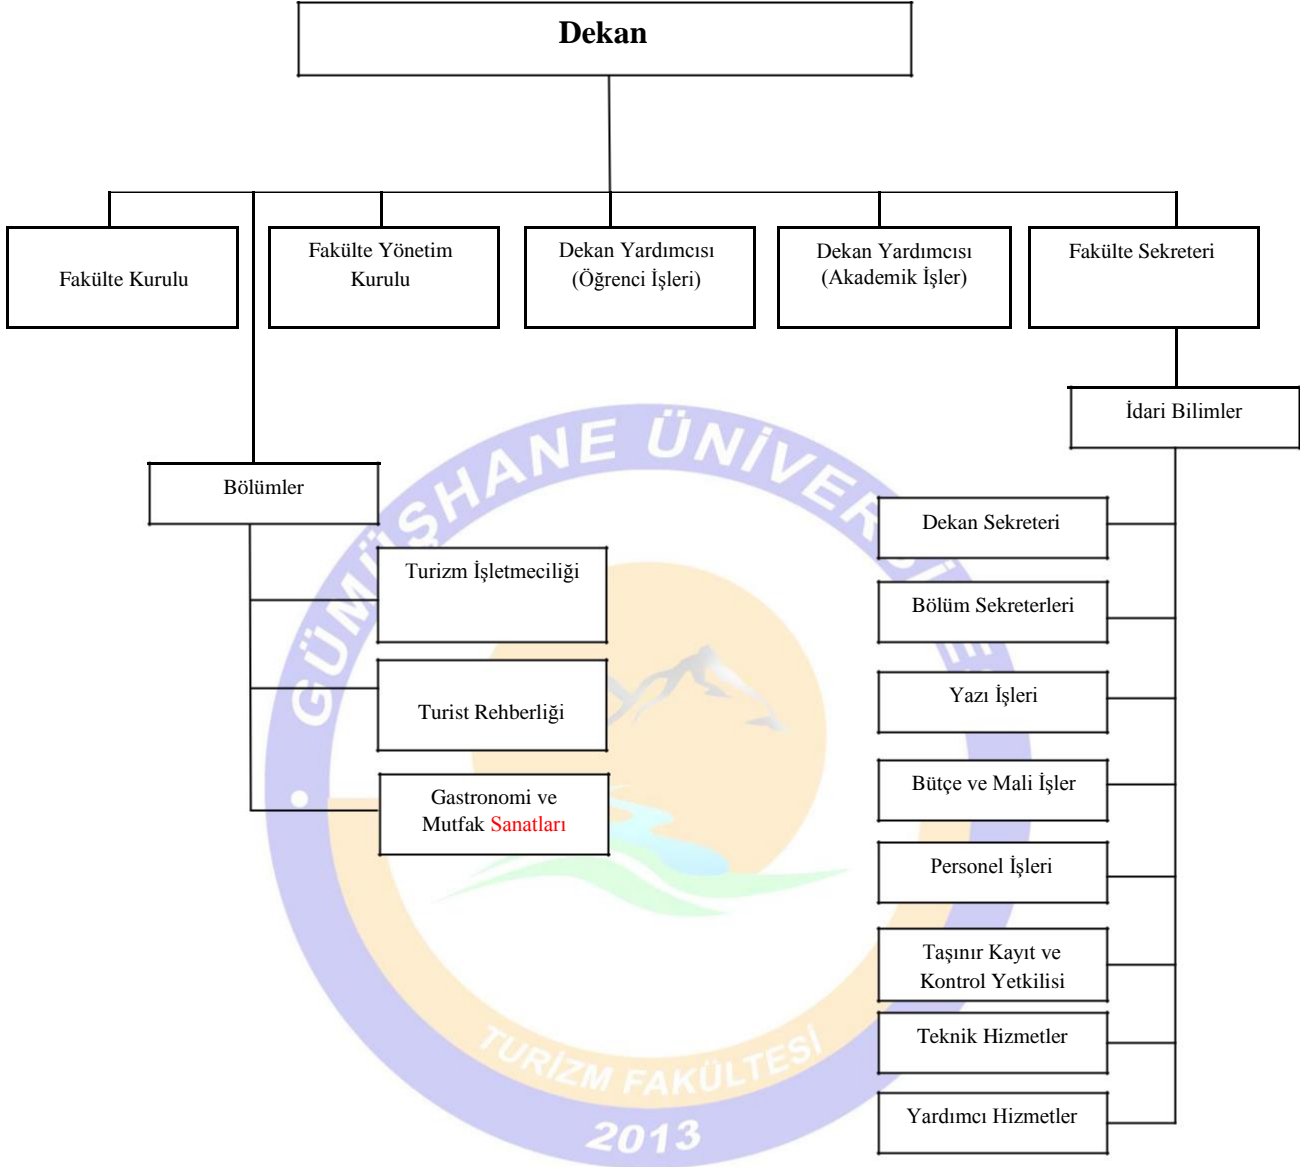 Dekan
Fakülte Kurulu
Fakülte Yönetim
Kurulu
Dekan Yardımcısı
(Öğrenci İşleri)
Dekan Yardımcısı
(Akademik İşler)
Fakülte Sekreteri
İdari Bilimler
Bölümler
Turizm İşletmeciliği
Turist Rehberliği
Gastronomi ve
Mutfak Sanatları
Dekan Sekreteri
Bölüm Sekreterleri
Yazı İşleri
Bütçe ve Mali İşler
Personel İşleri
Taşınır Kayıt ve
Kontrol Yetkilisi
Teknik Hizmetler
Yardımcı Hizmetler
GÜMÜŞHANE ÜNİVERSİTESİ
TURİZM FAKÜLTESİ
2013